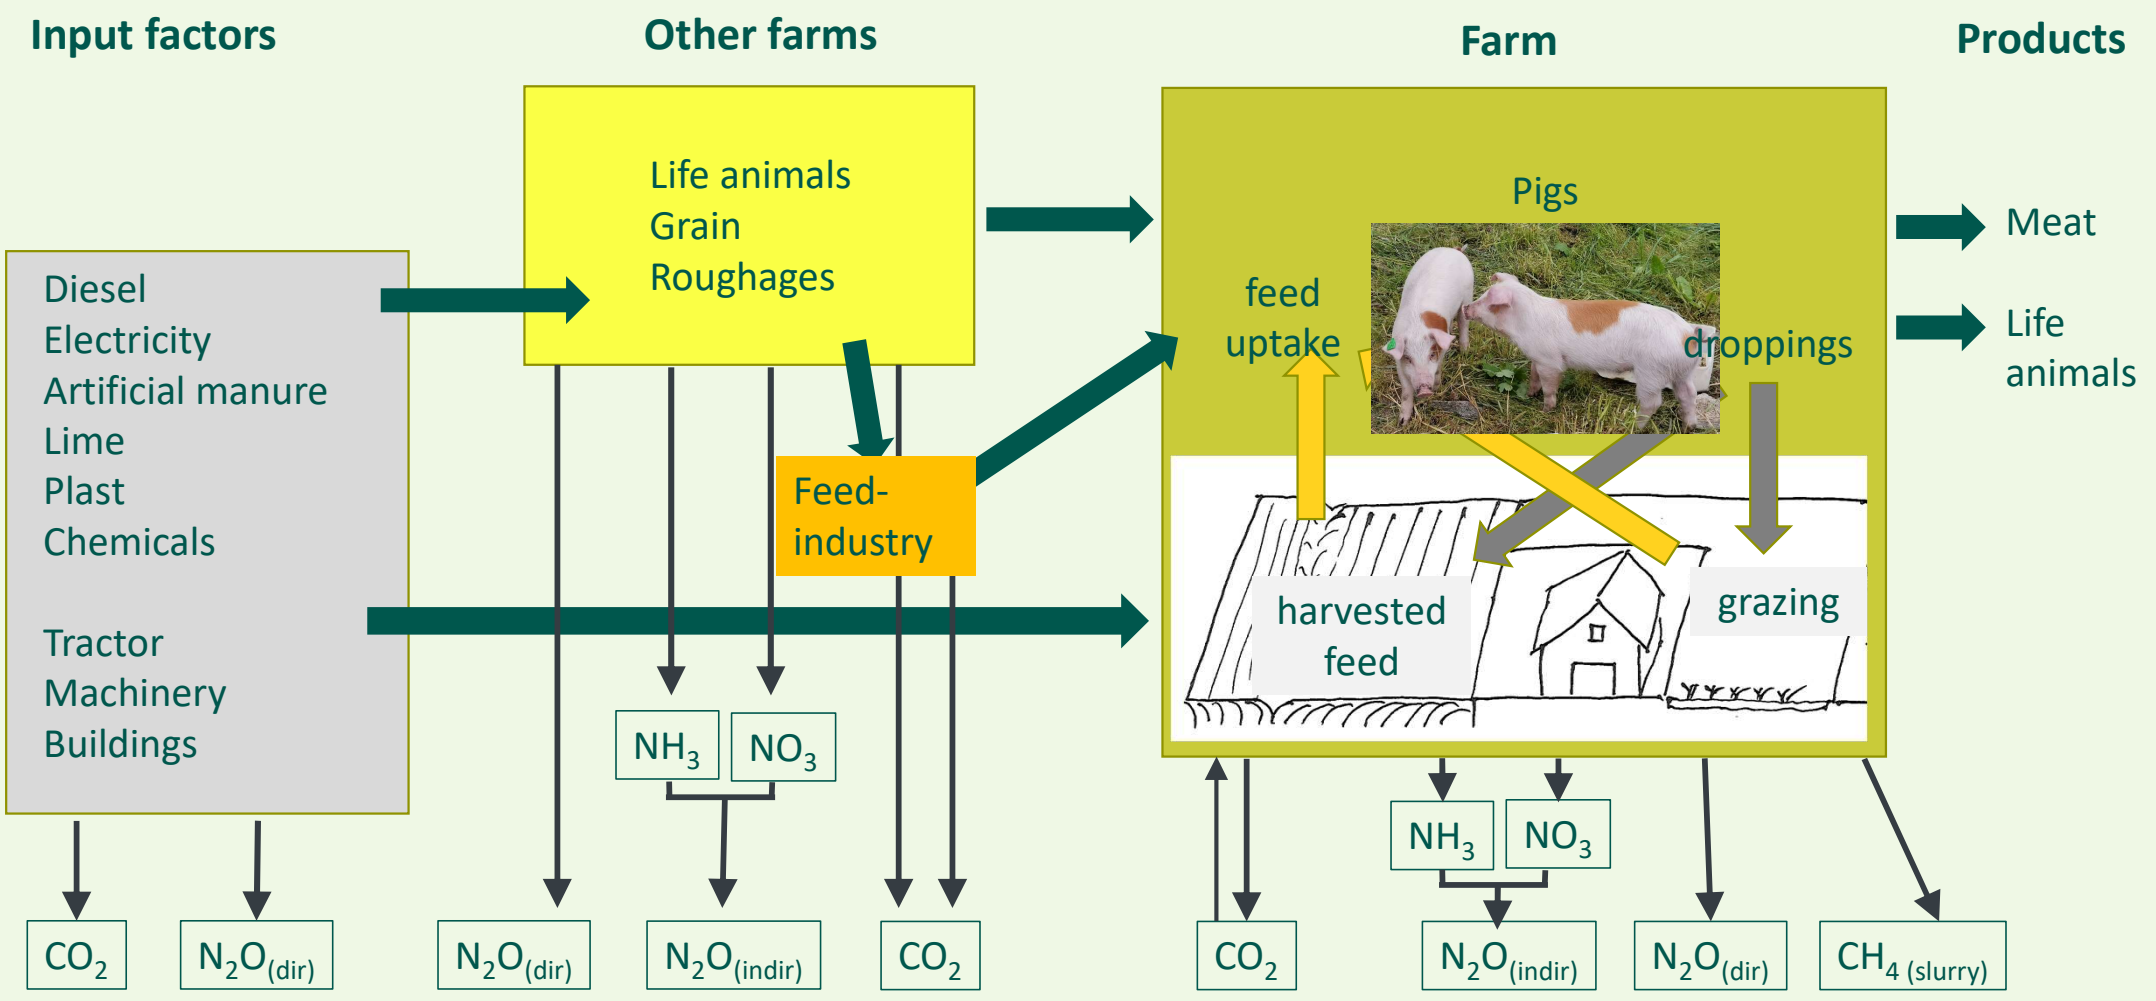 Input factors
Other farms
Farm
Products
Diesel
Electricity
Artificial manure
Lime
Plast
Chemicals
Tractor
Machinery
Buildings
Life animals
Grain
Roughages
Feed-
industry
Pigs
feed
uptake
droppings
harvested
feed
grazing
Meat
Life
animals
NH₃
NO₃
NH₃
NO₃
CO₂
N₂O(dir)
N₂O(dir)
N₂O(indir)
CO₂
CO₂
N₂O(indir)
N₂O(dir)
CH₄ (slurry)